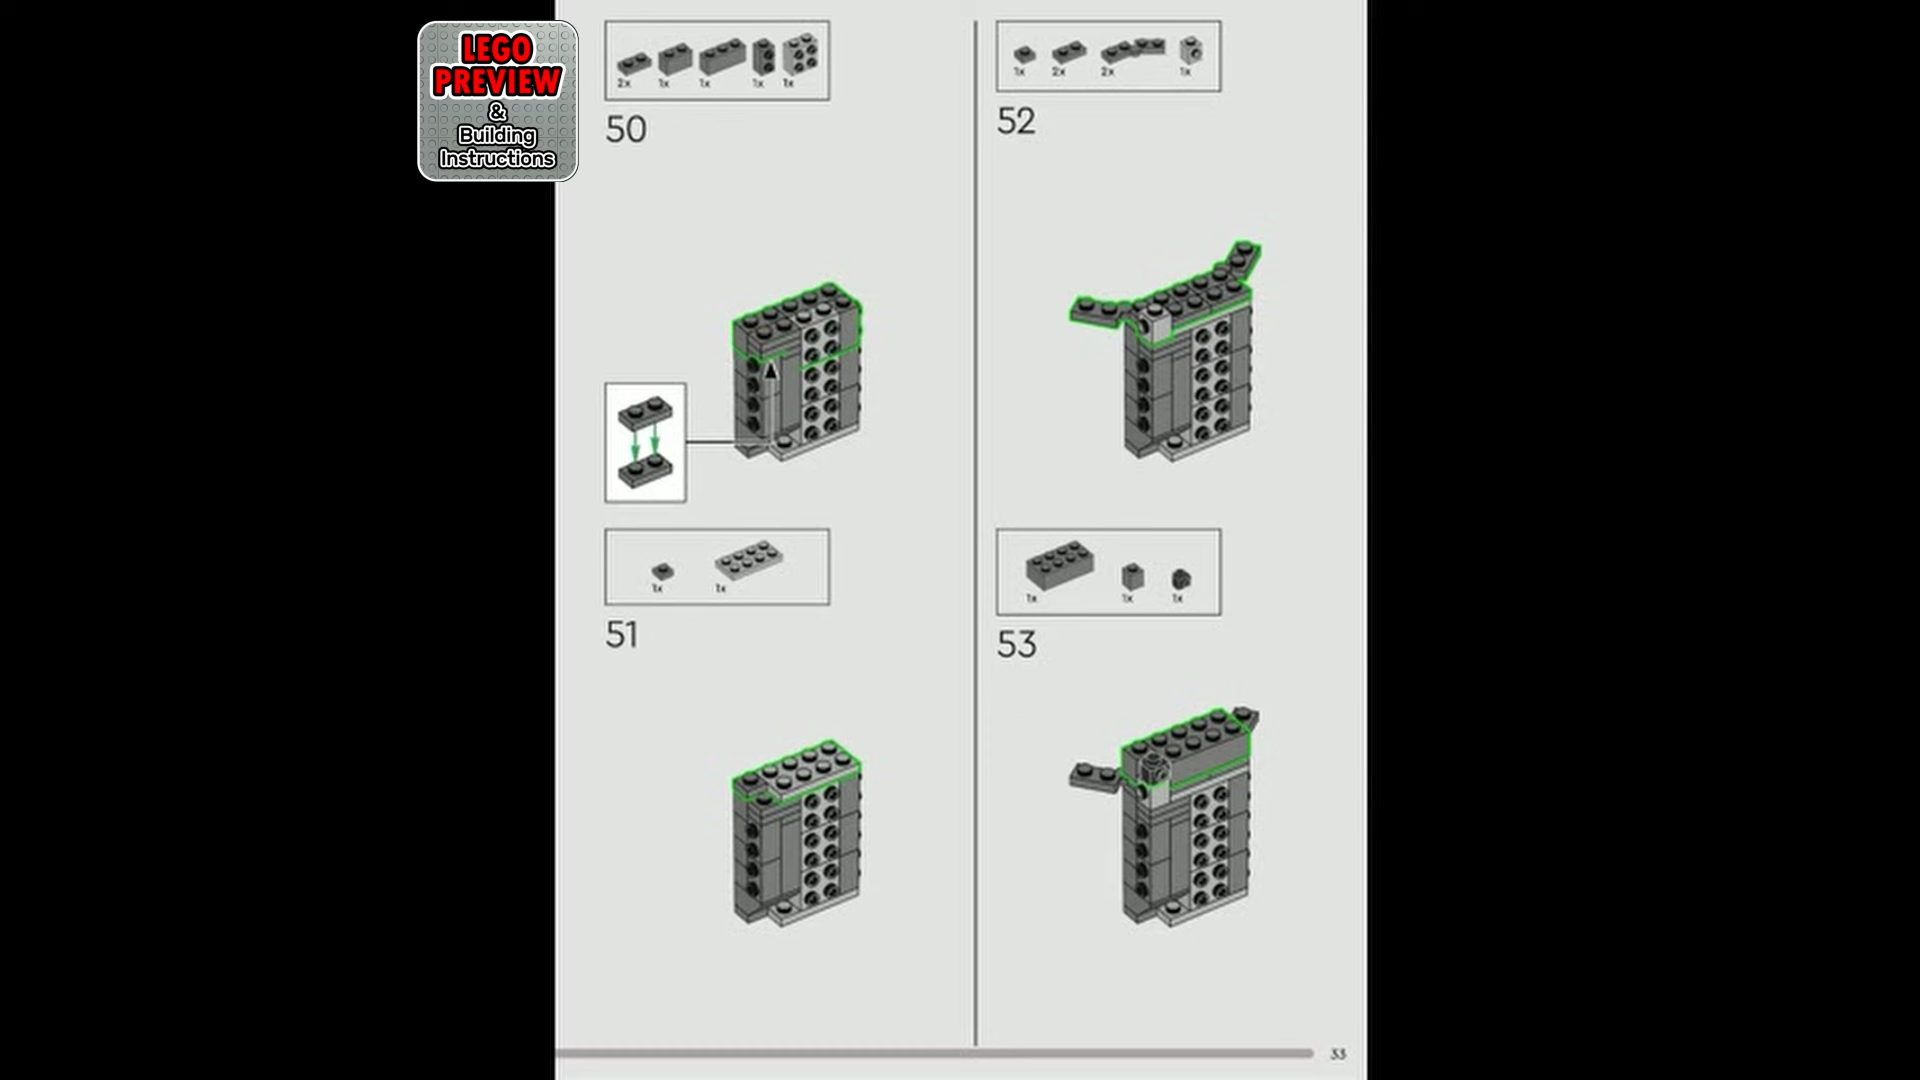 LEGO
PREVIEW
&
Building
Instructions
2x 1x 1x 1x 1x
50
1x 1x
51
1x 2x 2x 1x
52
1x 1x 1x
53
33